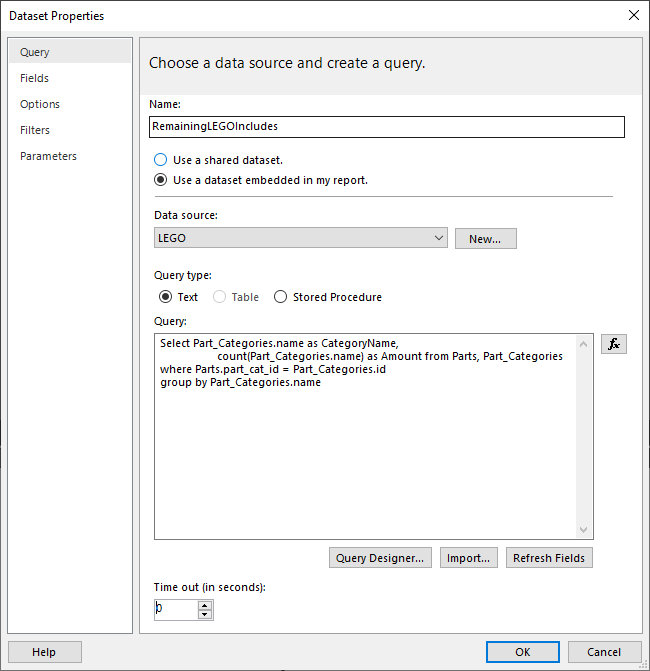 Dataset Properties
Query
Fields
Options
Filters
Parameters
Choose a data source and create a query.
Name:
RemainingLEGOIncludes
Use a shared dataset.
Use a dataset embedded in my report.
Data source:
LEGO
New...
Query type:
Text
Table
Stored Procedure
Query:
Select Part_Categories.name as CategoryName,
count(Part_Categories.name) as Amount from Parts, Part_Categories
where Parts.part_cat_id = Part_Categories.id
group by Part_Categories.name
fx
Query Designer...
Import...
Refresh Fields
Time out (in seconds):
0
Help
OK
Cancel